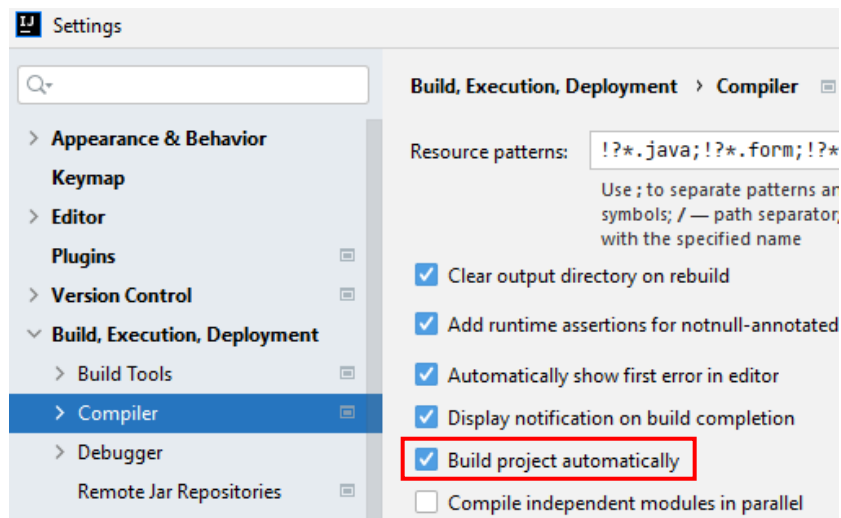 IJ Settings
Appearance & Behavior
Keymap
Editor
Plugins
Version Control
Build, Execution, Deployment
Build Tools
Compiler
Debugger
Remote Jar Repositories
Build, Execution, Deployment › Compiler
Resource patterns: !?*.java;!?*.form;!?*
Use ; to separate patterns an
symbols; / — path separator,
with the specified name
Clear output directory on rebuild
Add runtime assertions for notnull-annotated
Automatically show first error in editor
Display notification on build completion
Build project automatically
Compile independent modules in parallel